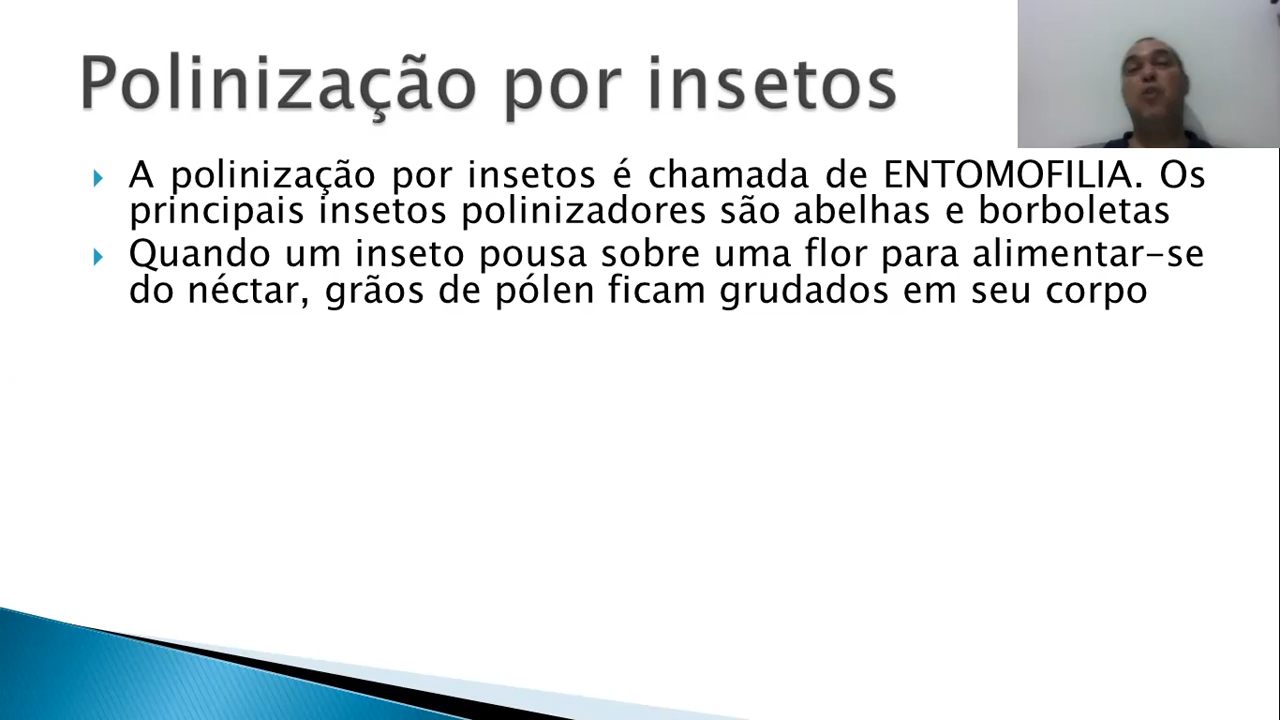 Polinização por insetos
A polinização por insetos é chamada de ENTOMOFILIA. Os
principais insetos polinizadores são abelhas e borboletas
Quando um inseto pousa sobre uma flor para alimentar-se
do néctar, grãos de pólen ficam grudados em seu corpo